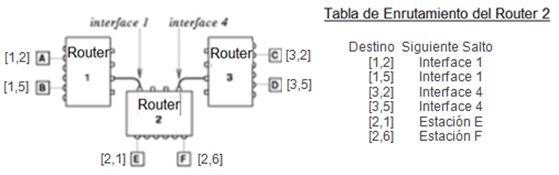 interface 1
interface 4
[1,2] A
Router
1
[1,5] B
Router
3
C [3,2]
D [3,5]
Router
2
[2,1] E
F [2,6]
Tabla de Enrutamiento del Router 2
Destino Siguiente Salto
[1,2] Interface 1
[1,5] Interface 1
[3,2] Interface 4
[3,5] Interface 4
[2,1] Estación E
[2,6] Estación F